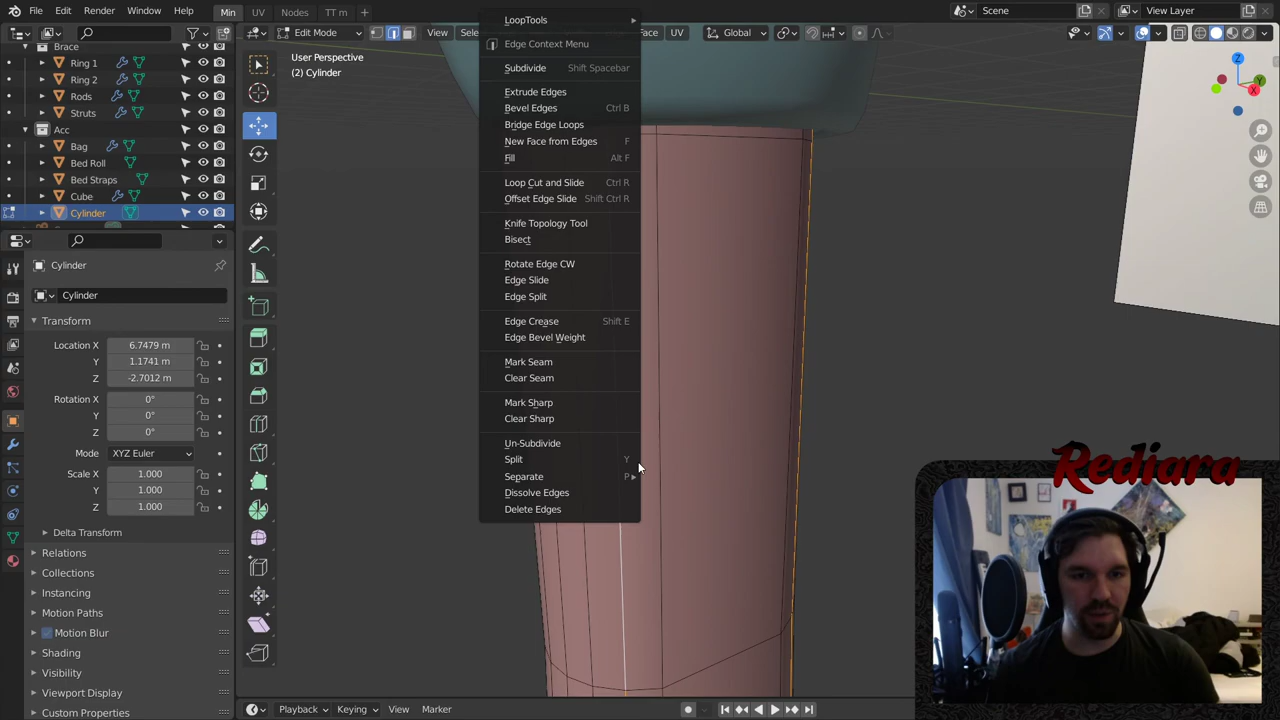 File Edit Render Window Help Min UV Nodes TT m + Scene View Layer
Edit Mode View Face UV Global
Brace
Ring 1
Ring 2
Rods
Struts
Acc
Bag
Bed Roll
Bed Straps
Cube
Cylinder
Cylinder
Cylinder
Transform
Location X 6.7479 m
Y 1.1741 m
Z -2.7012 m
Rotation X 0°
Y 0°
Z 0°
Mode XYZ Euler
Scale X 1.000
Y 1.000
Z 1.000
Delta Transform
Relations
Collections
Instancing
Motion Paths
Motion Blur
Shading
Visibility
Viewport Display
Custom Properties
User Perspective
(2) Cylinder
LoopTools
Edge Context Menu
Subdivide Shift Spacebar
Extrude Edges
Bevel Edges Ctrl B
Bridge Edge Loops
New Face from Edges F
Fill Alt F
Loop Cut and Slide Ctrl R
Offset Edge Slide Shift Ctrl R
Knife Topology Tool
Bisect
Rotate Edge CW
Edge Slide
Edge Split
Edge Crease Shift E
Edge Bevel Weight
Mark Seam
Clear Seam
Mark Sharp
Clear Sharp
Un-Subdivide
Split Y
Separate P
Dissolve Edges
Delete Edges
Z
Y
X
Rediara
Playback Keying View Marker